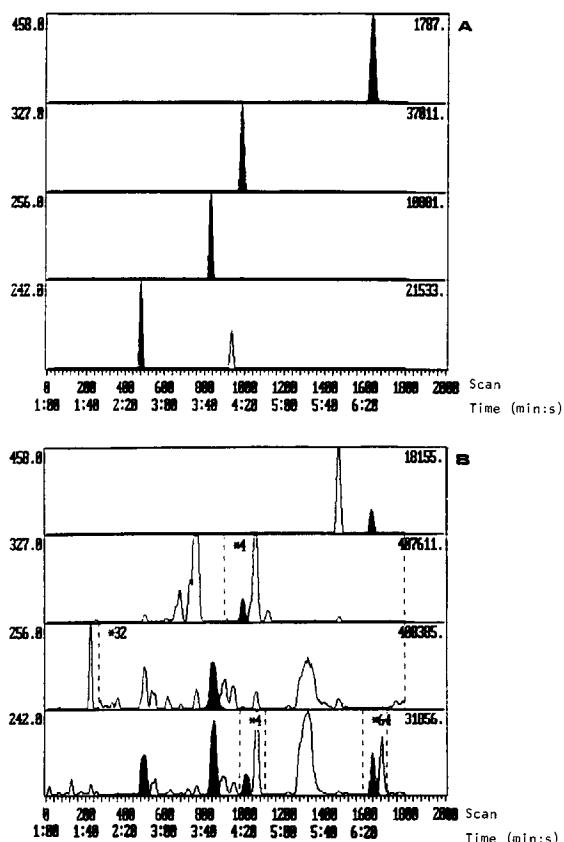 458.0 1787. A
327.0 37011.
256.0 10001.
242.0 21533.
0 200 400 600 800 1000 1200 1400 1600 1800 2000 Scan
1:00 1:40 2:20 3:00 3:40 4:20 5:00 5:40 6:20 Time (min:s)
458.0 18155. B
327.0 *4 407611.
256.0 *32 400305.
242.0 *4 *64 31056.
0 200 400 600 800 1000 1200 1400 1600 1800 2000 Scan
1:00 1:40 2:20 3:00 3:40 4:20 5:00 5:40 6:20 Time (min:s)